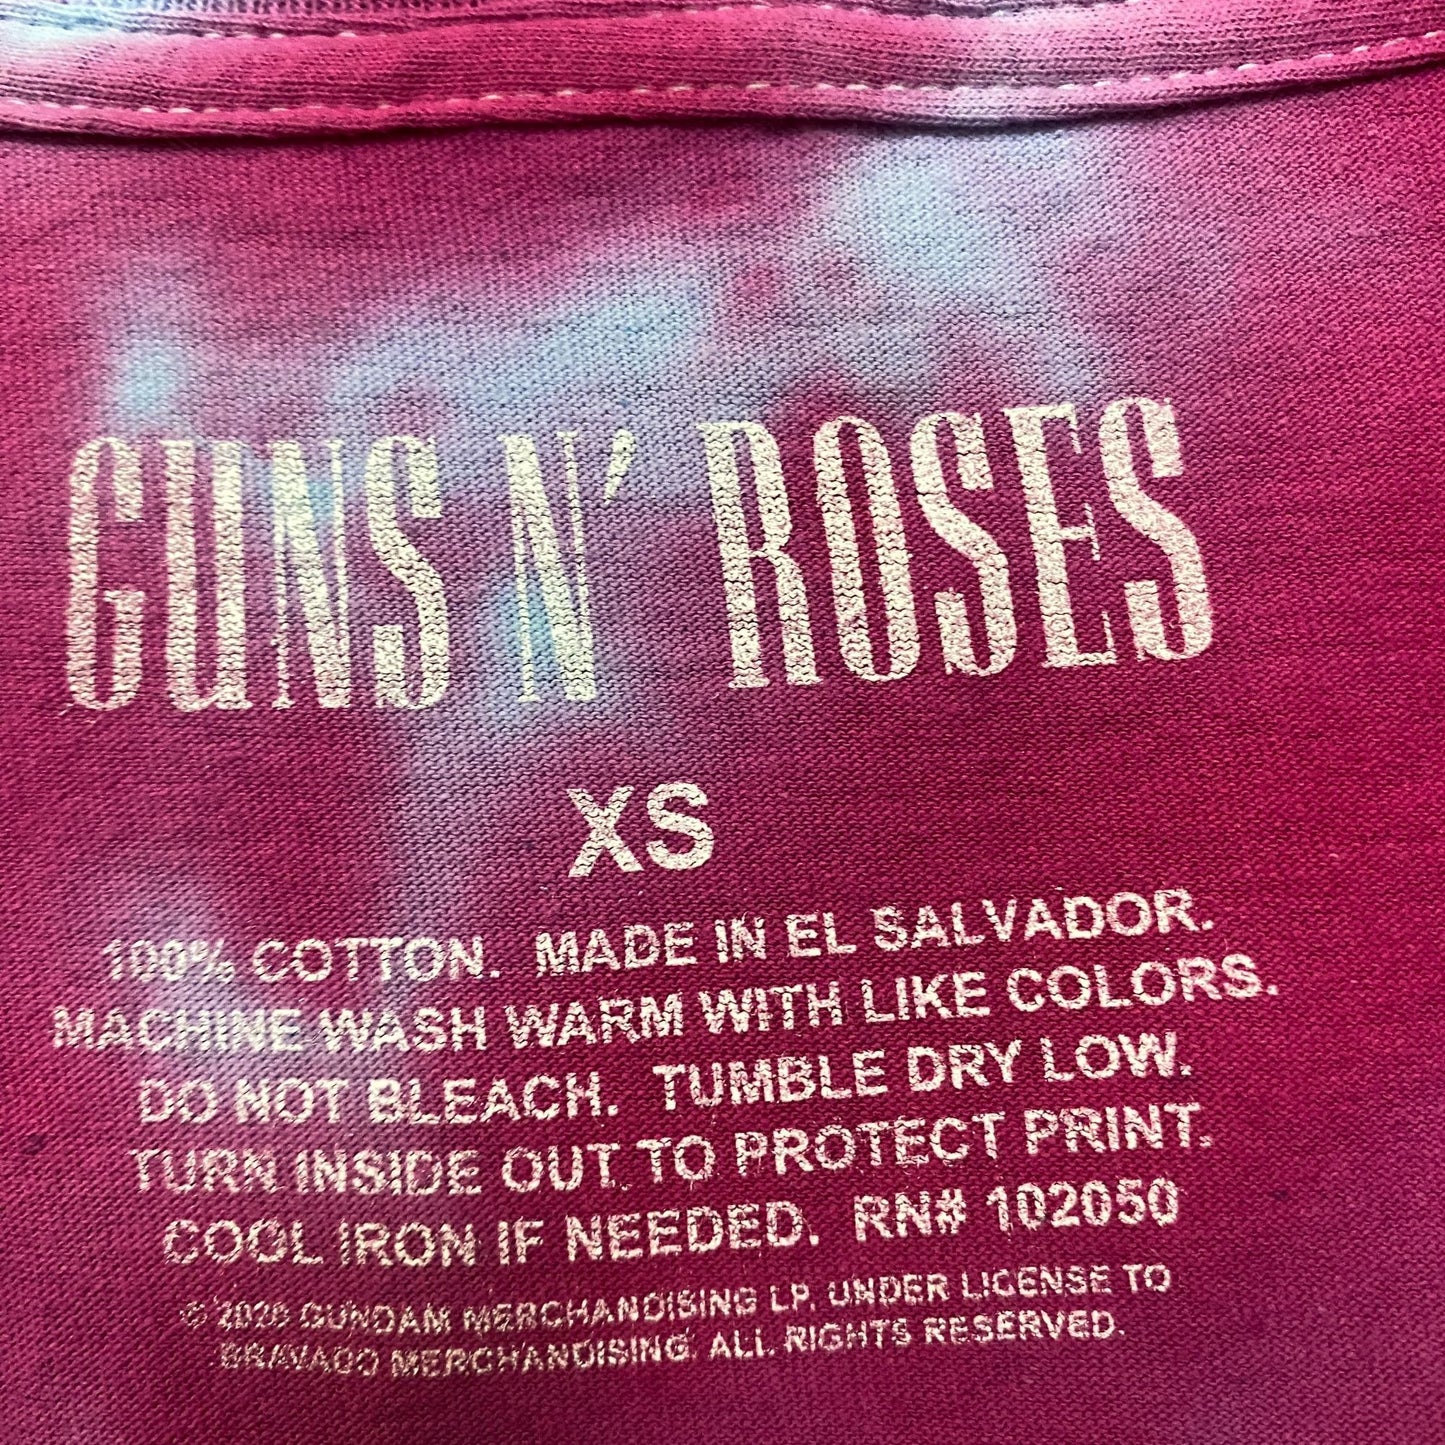 GUNS N' ROSES
XS
100% COTTON. MADE IN EL SALVADOR.
MACHINE WASH WARM WITH LIKE COLORS.
DO NOT BLEACH. TUMBLE DRY LOW.
TURN INSIDE OUT TO PROTECT PRINT.
COOL IRON IF NEEDED. RN# 102050
© 2020 GUNDAM MERCHANDISING LP. UNDER LICENSE TO
BRAVADO MERCHANDISING. ALL RIGHTS RESERVED.